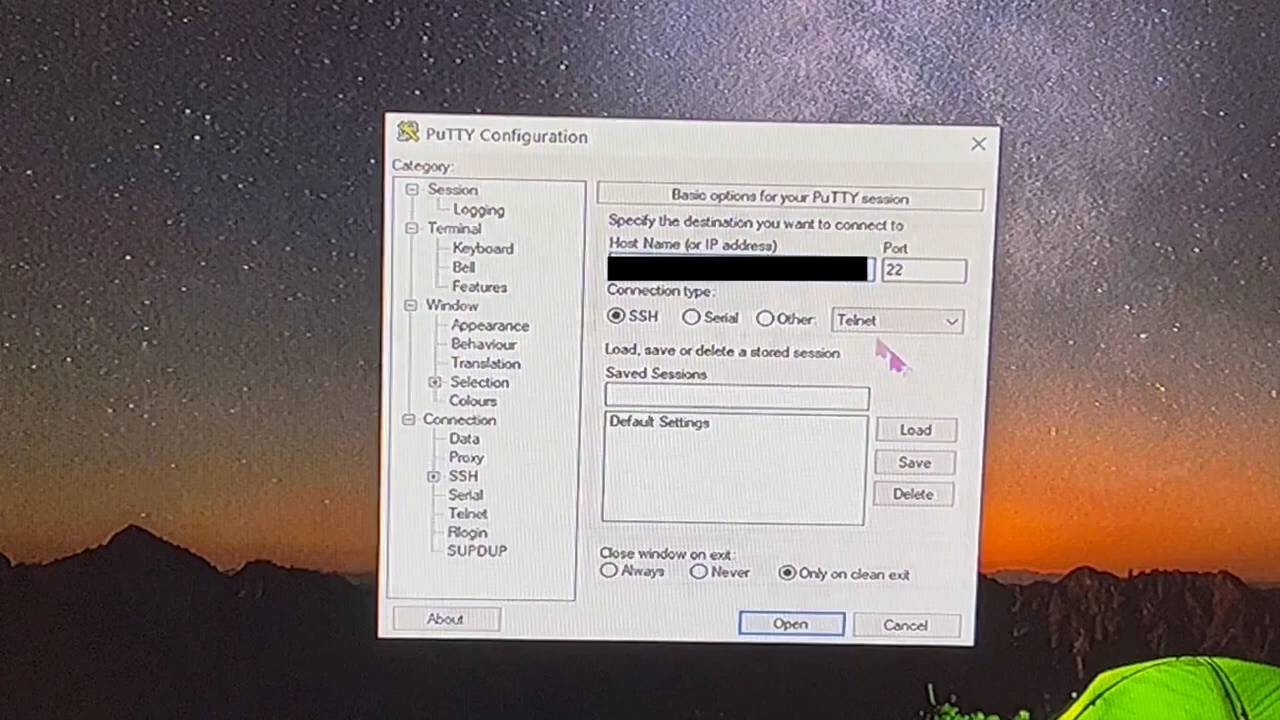 PuTTY Configuration
Category:
Session
Logging
Terminal
Keyboard
Bell
Features
Window
Appearance
Behaviour
Translation
Selection
Colours
Connection
Data
Proxy
SSH
Serial
Telnet
Rlogin
SUPDUP
About
Basic options for your PuTTY session
Specify the destination you want to connect to
Host Name (or IP address) Port
22
Connection type:
SSH Serial Other: Telnet
Load, save or delete a stored session
Saved Sessions
Default Settings
Load
Save
Delete
Close window on exit:
Always Never Only on clean exit
Open Cancel